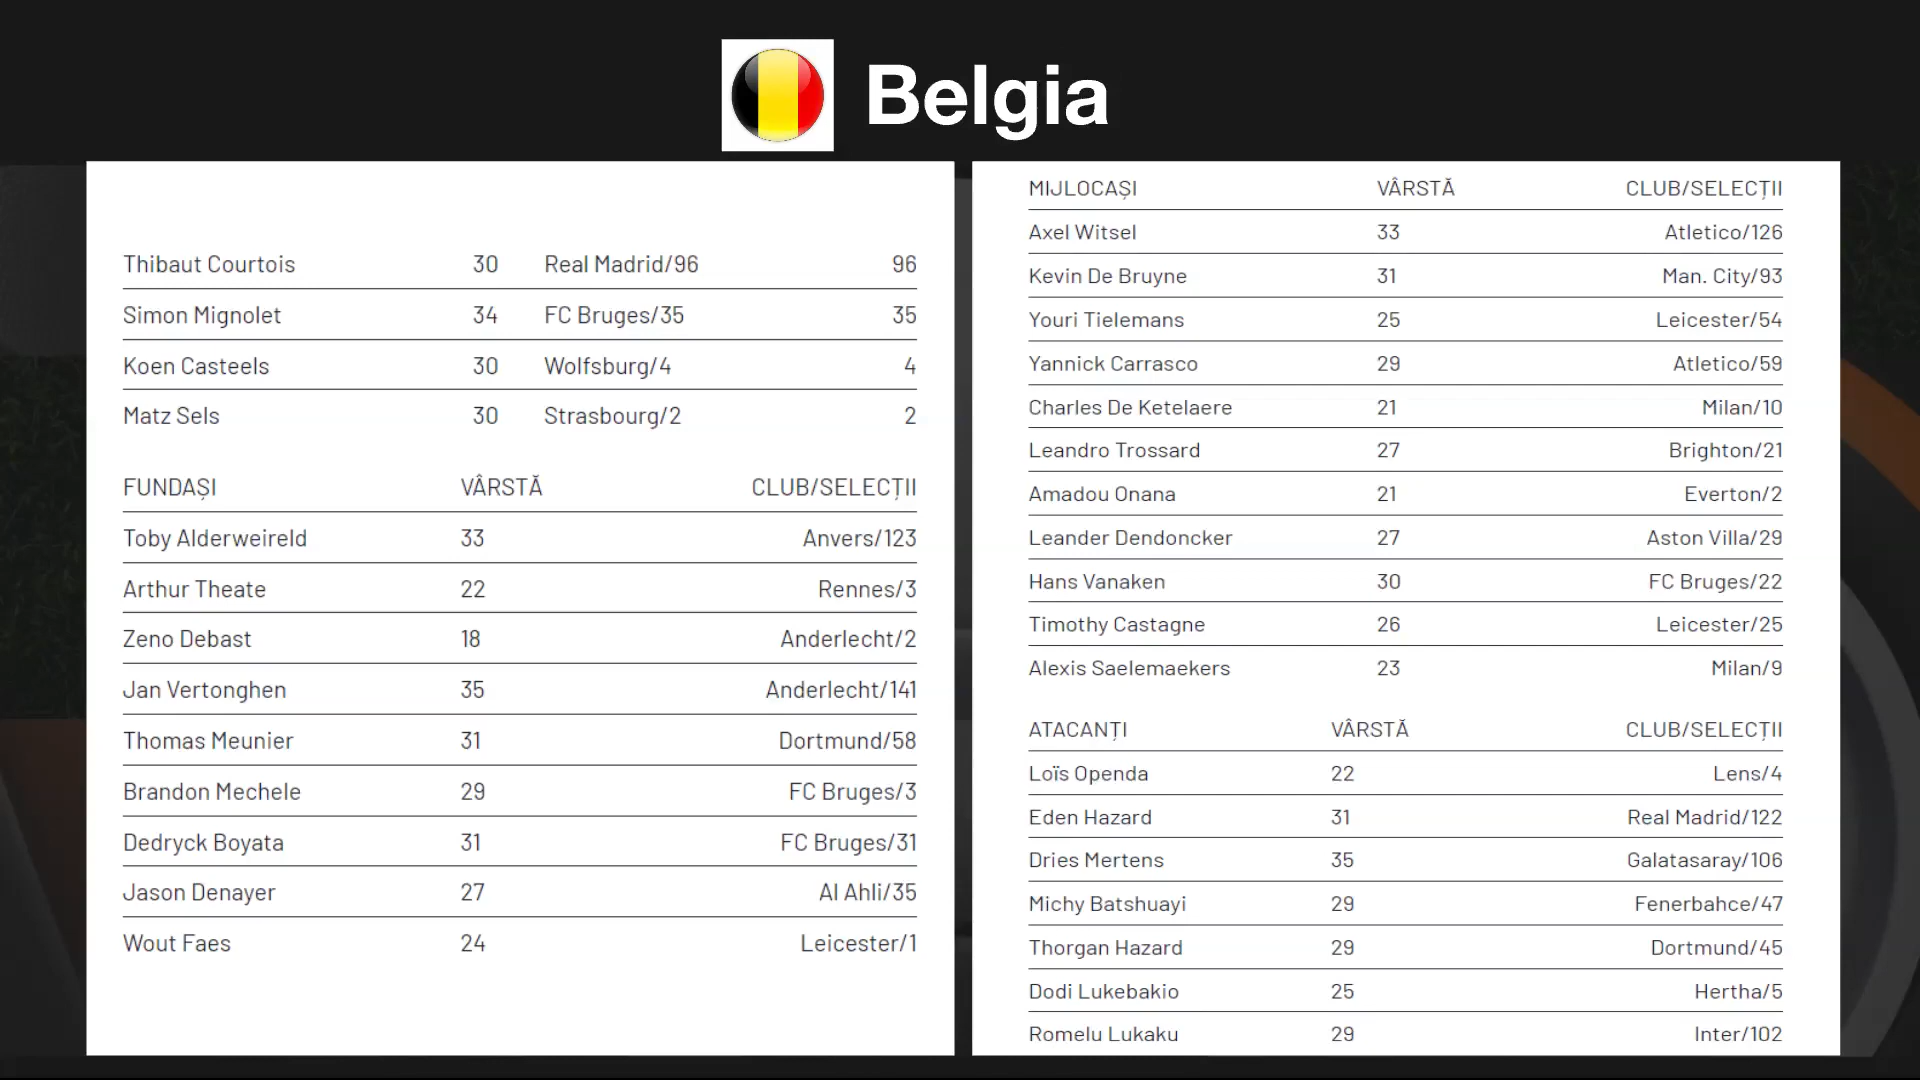 Belgia
Thibaut Courtois 30 Real Madrid/96 96
Simon Mignolet 34 FC Bruges/35 35
Koen Casteels 30 Wolfsburg/4 4
Matz Sels 30 Strasbourg/2 2
FUNDAȘI VÂRSTĂ CLUB/SELECȚII
Toby Alderweireld 33 Anvers/123
Arthur Theate 22 Rennes/3
Zeno Debast 18 Anderlecht/2
Jan Vertonghen 35 Anderlecht/141
Thomas Meunier 31 Dortmund/58
Brandon Mechele 29 FC Bruges/3
Dedryck Boyata 31 FC Bruges/31
Jason Denayer 27 Al Ahli/35
Wout Faes 24 Leicester/1
MIJLOCAȘI VÂRSTĂ CLUB/SELECȚII
Axel Witsel 33 Atletico/126
Kevin De Bruyne 31 Man. City/93
Youri Tielemans 25 Leicester/54
Yannick Carrasco 29 Atletico/59
Charles De Ketelaere 21 Milan/10
Leandro Trossard 27 Brighton/21
Amadou Onana 21 Everton/2
Leander Dendoncker 27 Aston Villa/29
Hans Vanaken 30 FC Bruges/22
Timothy Castagne 26 Leicester/25
Alexis Saelemaekers 23 Milan/9
ATACANȚI VÂRSTĂ CLUB/SELECȚII
Loïs Openda 22 Lens/4
Eden Hazard 31 Real Madrid/122
Dries Mertens 35 Galatasaray/106
Michy Batshuayi 29 Fenerbahce/47
Thorgan Hazard 29 Dortmund/45
Dodi Lukebakio 25 Hertha/5
Romelu Lukaku 29 Inter/102